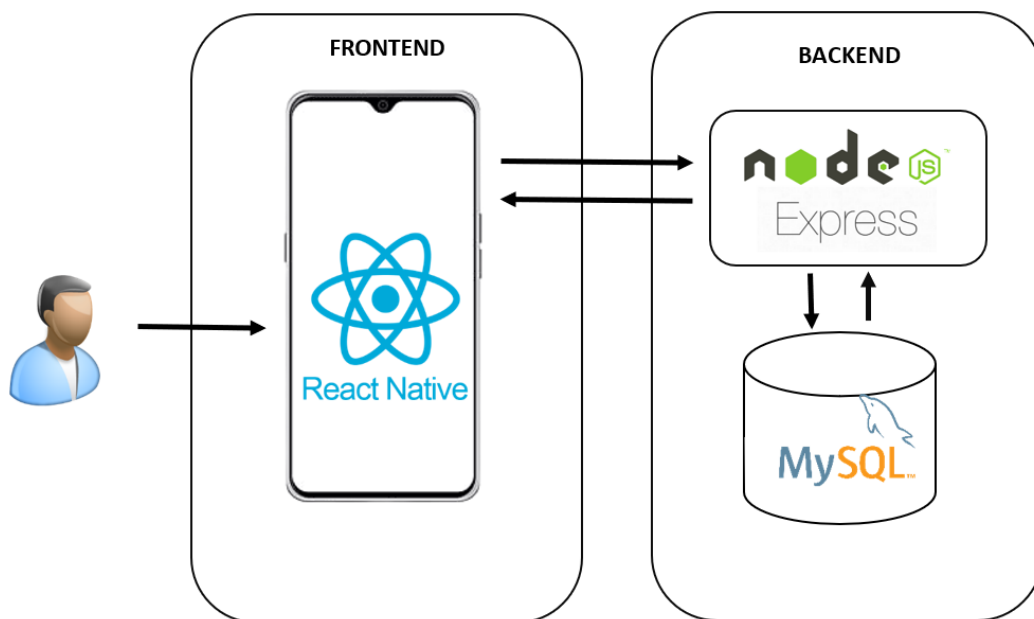 FRONTEND
BACKEND
node
JS
Express
React Native
MySQL